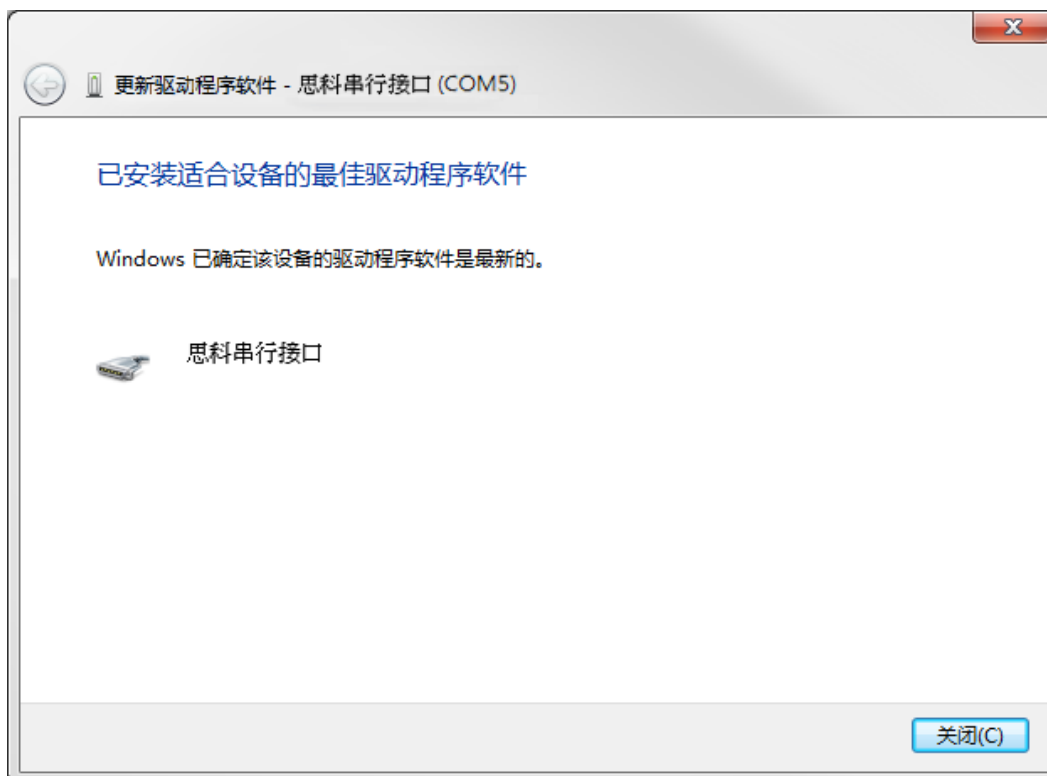 更新驱动程序软件 - 思科串行接口 (COM5)
已安装适合设备的最佳驱动程序软件
Windows 已确定该设备的驱动程序软件是最新的。
思科串行接口
关闭(C)